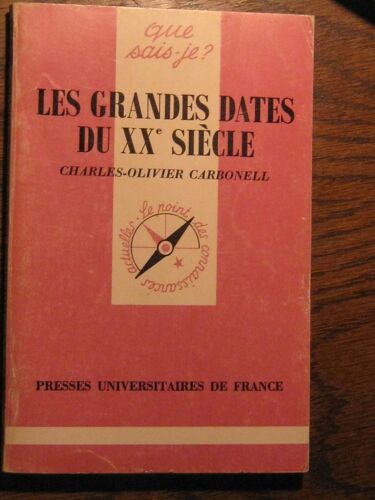 que
sais-je?
LES GRANDES DATES
DU XXᵉ SIÈCLE
CHARLES-OLIVIER CARBONELL
Le point des connaissances actuelles
PRESSES UNIVERSITAIRES DE FRANCE